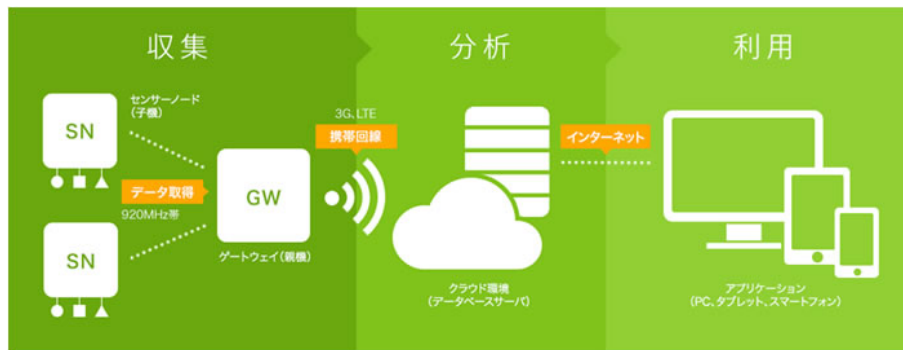 収集
分析
利用
センサーノード
(子機)
SN
データ取得
920MHz帯
SN
GW
ゲートウェイ(親機)
3G、LTE
携帯回線
クラウド環境
(データベースサーバ)
インターネット
アプリケーション
(PC、タブレット、スマートフォン)